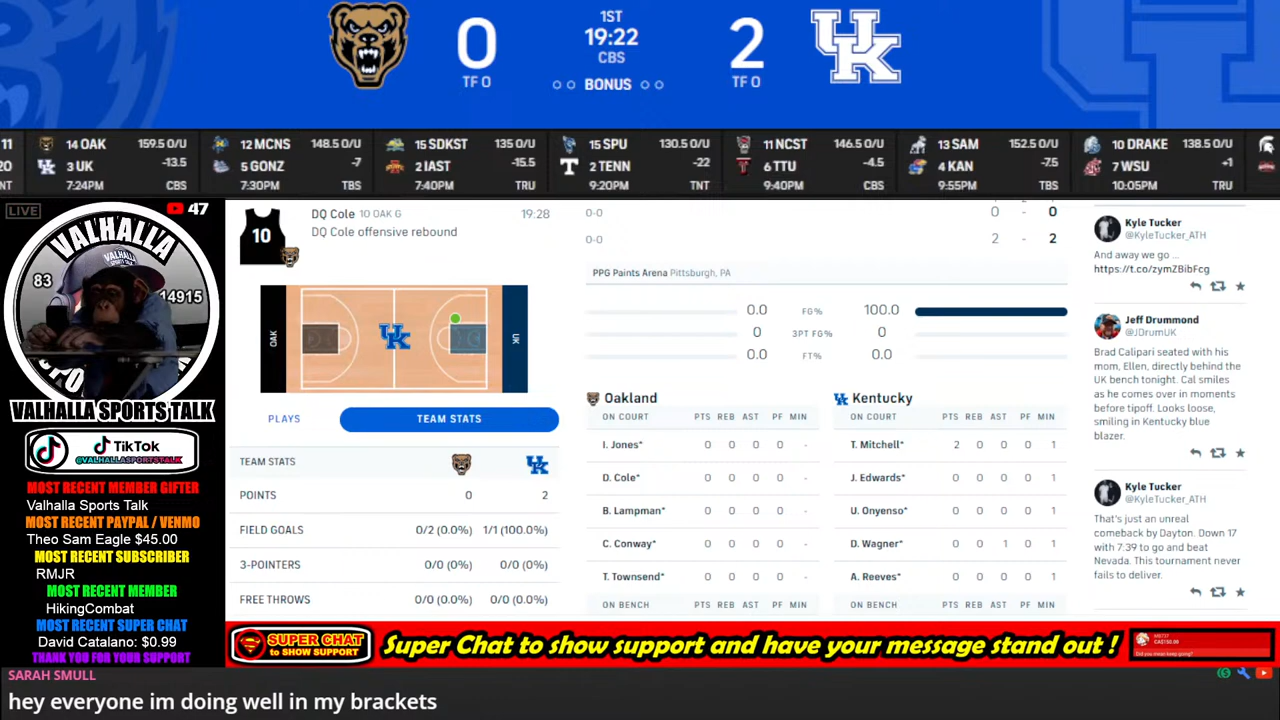 0
TF 0
1ST
19:22
CBS
BONUS
2
TF 0
UK
11
20
NT
14 OAK 159.5 O/U
3 UK -13.5
7:24PM CBS
12 MCNS 148.5 O/U
5 GONZ -7
7:30PM TBS
15 SDKST 135 O/U
2 IAST -15.5
7:40PM TRU
15 SPU 130.5 O/U
2 TENN -22
9:20PM TNT
11 NCST 146.5 O/U
6 TTU -4.5
9:40PM CBS
13 SAM 152.5 O/U
4 KAN -7.5
9:55PM TBS
10 DRAKE 138.5 O/U
7 WSU +1
10:05PM TRU
LIVE
47
VALHALLA
83
14915
VALHALLA SPORTS TALK
TikTok
@VALHALLASPORTSTALK
MOST RECENT MEMBER GIFTER
Valhalla Sports Talk
MOST RECENT PAYPAL / VENMO
Theo Sam Eagle $45.00
MOST RECENT SUBSCRIBER
RMJR
MOST RECENT MEMBER
HikingCombat
MOST RECENT SUPER CHAT
David Catalano: $0.99
THANK YOU FOR YOUR SUPPORT
10
DQ Cole 10 OAK G 19:28
DQ Cole offensive rebound
OAK
UK
UK
PLAYS
TEAM STATS
TEAM STATS
POINTS 0 2
FIELD GOALS 0/2 (0.0%) 1/1 (100.0%)
3-POINTERS 0/0 (0.0%) 0/0 (0%)
FREE THROWS 0/0 (0.0%) 0/0 (0.0%)
0-0 0 - 0
0-0 2 - 2
PPG Paints Arena Pittsburgh, PA
0.0 FG% 100.0
0 3PT FG% 0
0.0 FT% 0.0
Oakland
ON COURT PTS REB AST PF MIN
I. Jones* 0 0 0 0 -
D. Cole* 0 0 0 0 -
B. Lampman* 0 0 0 0 -
C. Conway* 0 0 0 0 -
T. Townsend* 0 0 0 0 -
ON BENCH PTS REB AST PF MIN
Kentucky
ON COURT PTS REB AST PF MIN
T. Mitchell* 2 0 0 0 1
J. Edwards* 0 0 0 0 1
U. Onyenso* 0 0 0 0 1
D. Wagner* 0 0 1 0 1
A. Reeves* 0 0 0 0 1
ON BENCH PTS REB AST PF MIN
Kyle Tucker
@KyleTucker_ATH
And away we go ...
https://t.co/zymZBibFcg
Jeff Drummond
@JDrumUK
Brad Calipari seated with his
mom, Ellen, directly behind the
UK bench tonight. Cal smiles
as he comes over in moments
before tipoff. Looks loose,
smiling in Kentucky blue
blazer.
Kyle Tucker
@KyleTucker_ATH
That's just an unreal
comeback by Dayton. Down 17
with 7:39 to go and beat
Nevada. This tournament never
fails to deliver.
SUPER CHAT
to SHOW SUPPORT
Super Chat to show support and have your message stand out !
Did you mean keep going?
SARAH SMULL
hey everyone im doing well in my brackets